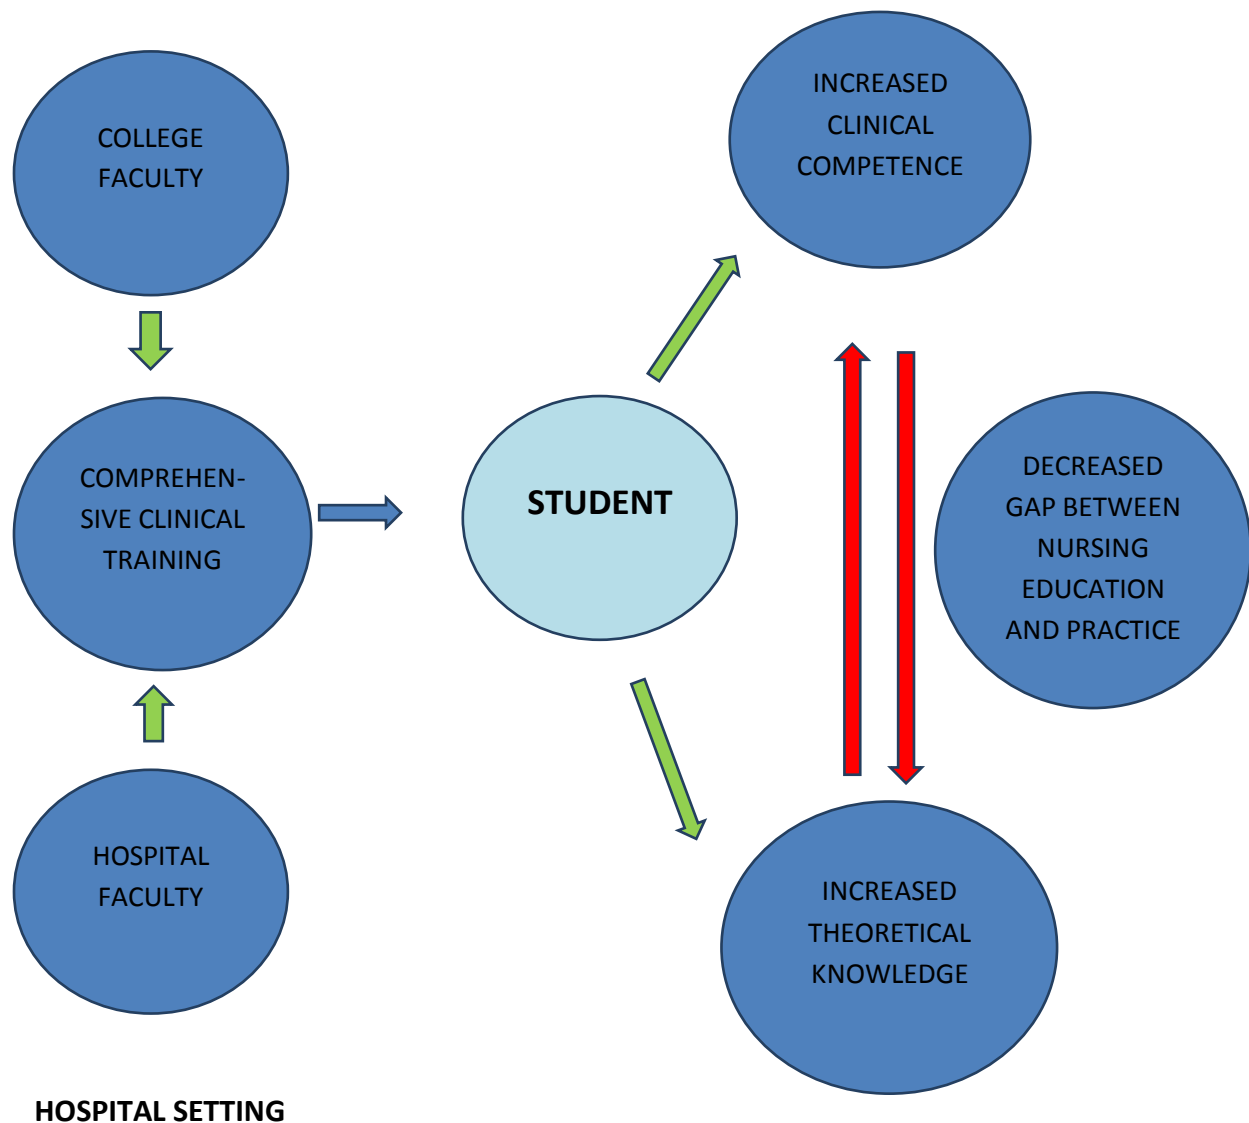 COLLEGE
FACULTY
COMPREHEN-
SIVE CLINICAL
TRAINING
HOSPITAL
FACULTY
STUDENT
INCREASED
CLINICAL
COMPETENCE
DECREASED
GAP BETWEEN
NURSING
EDUCATION
AND PRACTICE
INCREASED
THEORETICAL
KNOWLEDGE
HOSPITAL SETTING